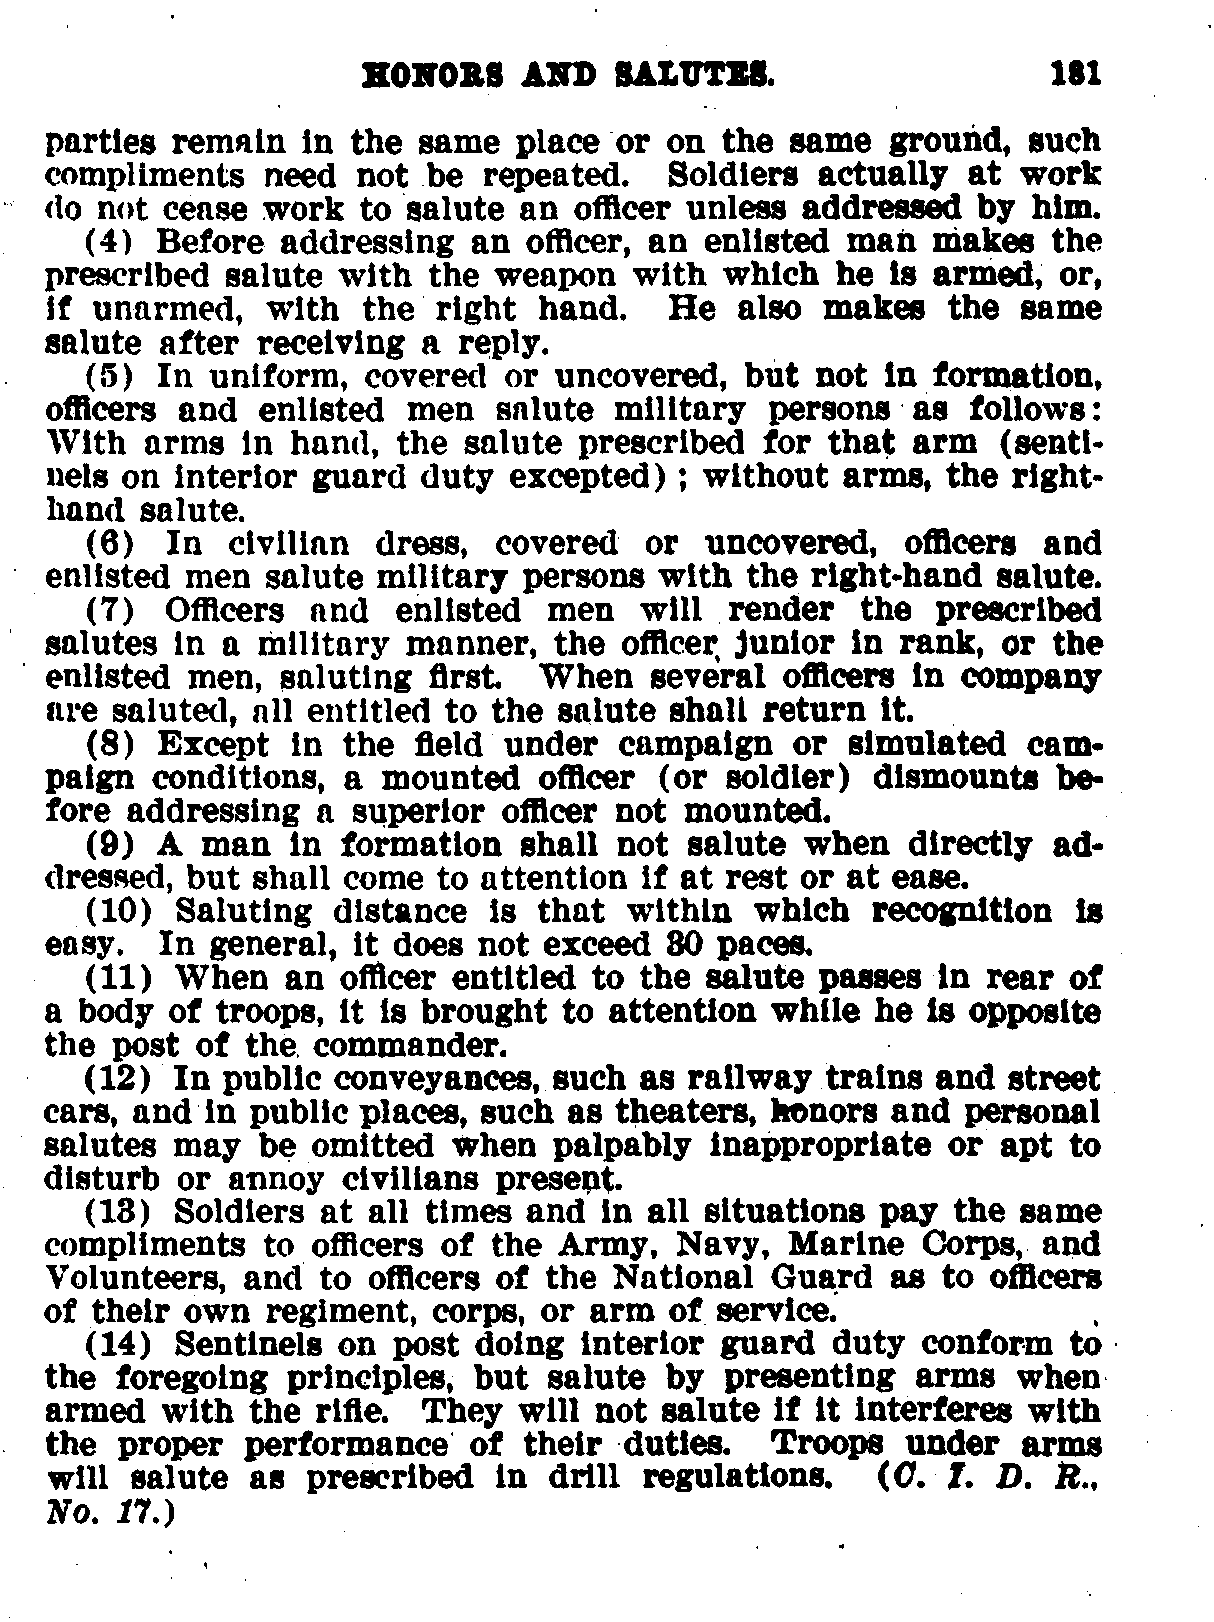 HONORS AND SALUTES. 181
parties remain in the same place or on the same ground, such
compliments need not be repeated. Soldiers actually at work
do not cease work to salute an officer unless addressed by him.
(4) Before addressing an officer, an enlisted man makes the
prescribed salute with the weapon with which he is armed, or,
if unarmed, with the right hand. He also makes the same
salute after receiving a reply.
(5) In uniform, covered or uncovered, but not in formation,
officers and enlisted men salute military persons as follows:
With arms in hand, the salute prescribed for that arm (senti-
nels on interior guard duty excepted); without arms, the right-
hand salute.
(6) In civilian dress, covered or uncovered, officers and
enlisted men salute military persons with the right-hand salute.
(7) Officers and enlisted men will render the prescribed
salutes in a military manner, the officer junior in rank, or the
enlisted men, saluting first. When several officers in company
are saluted, all entitled to the salute shall return it.
(8) Except in the field under campaign or simulated cam-
paign conditions, a mounted officer (or soldier) dismounts be-
fore addressing a superior officer not mounted.
(9) A man in formation shall not salute when directly ad-
dressed, but shall come to attention if at rest or at ease.
(10) Saluting distance is that within which recognition is
easy. In general, it does not exceed 30 paces.
(11) When an officer entitled to the salute passes in rear of
a body of troops, it is brought to attention while he is opposite
the post of the commander.
(12) In public conveyances, such as railway trains and street
cars, and in public places, such as theaters, honors and personal
salutes may be omitted when palpably inappropriate or apt to
disturb or annoy civilians present.
(13) Soldiers at all times and in all situations pay the same
compliments to officers of the Army, Navy, Marine Corps, and
Volunteers, and to officers of the National Guard as to officers
of their own regiment, corps, or arm of service.
(14) Sentinels on post doing interior guard duty conform to
the foregoing principles, but salute by presenting arms when
armed with the rifle. They will not salute if it interferes with
the proper performance of their duties. Troops under arms
will salute as prescribed in drill regulations. (C. I. D. R.,
No. 17.)